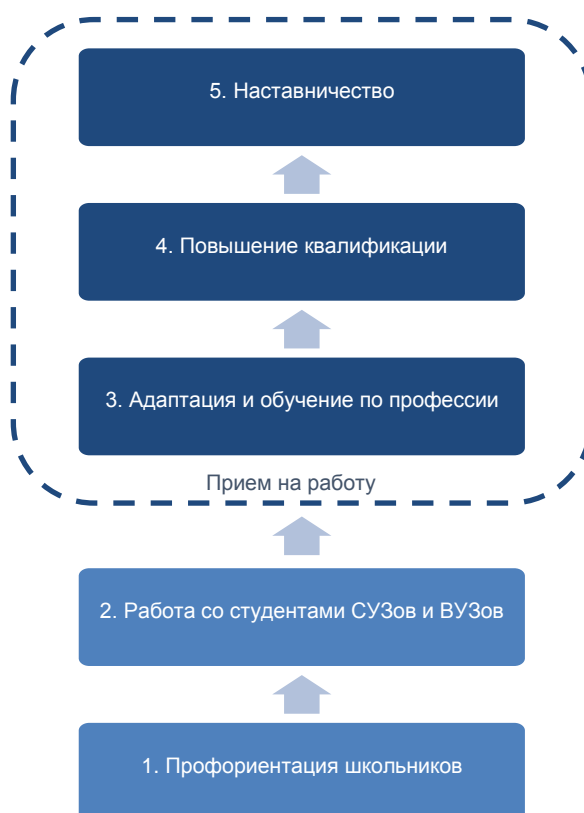 5. Наставничество
4. Повышение квалификации
3. Адаптация и обучение по профессии
Прием на работу
2. Работа со студентами СУЗов и ВУЗов
1. Профориентация школьников